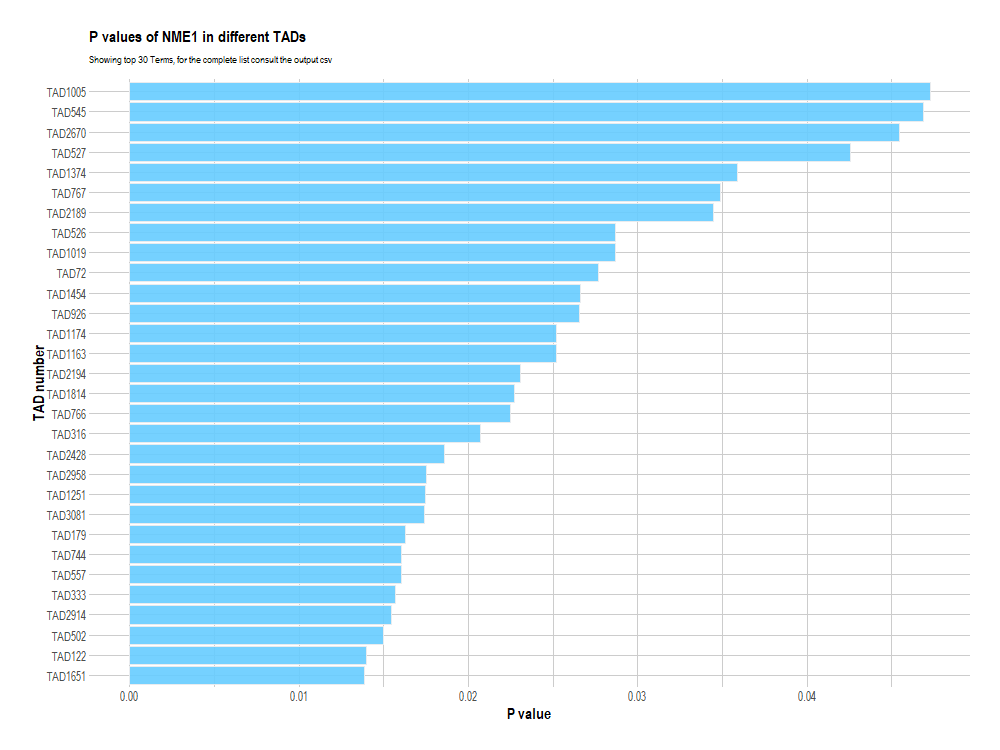 P values of NME1 in different TADs
Showing top 30 Terms, for the complete list consult the output csv
TAD1005
TAD545
TAD2670
TAD527
TAD1374
TAD767
TAD2189
TAD526
TAD1019
TAD72
TAD1454
TAD926
TAD1174
TAD1163
TAD2194
TAD1814
TAD766
TAD316
TAD2428
TAD2958
TAD1251
TAD3081
TAD179
TAD744
TAD557
TAD333
TAD2914
TAD502
TAD122
TAD1651
TAD number
0.00 0.01 0.02 0.03 0.04
P value